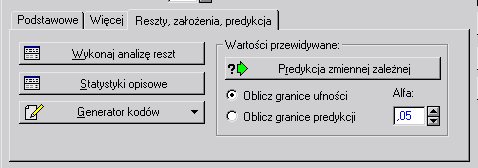 Podstawowe Więcej Reszty, założenia, predykcja
Wykonaj analizę reszt
Statystyki opisowe
Generator kodów
Wartości przewidywane:
?
Predykcja zmiennej zależnej
Oblicz granice ufności
Oblicz granice predykcji
Alfa:
.05